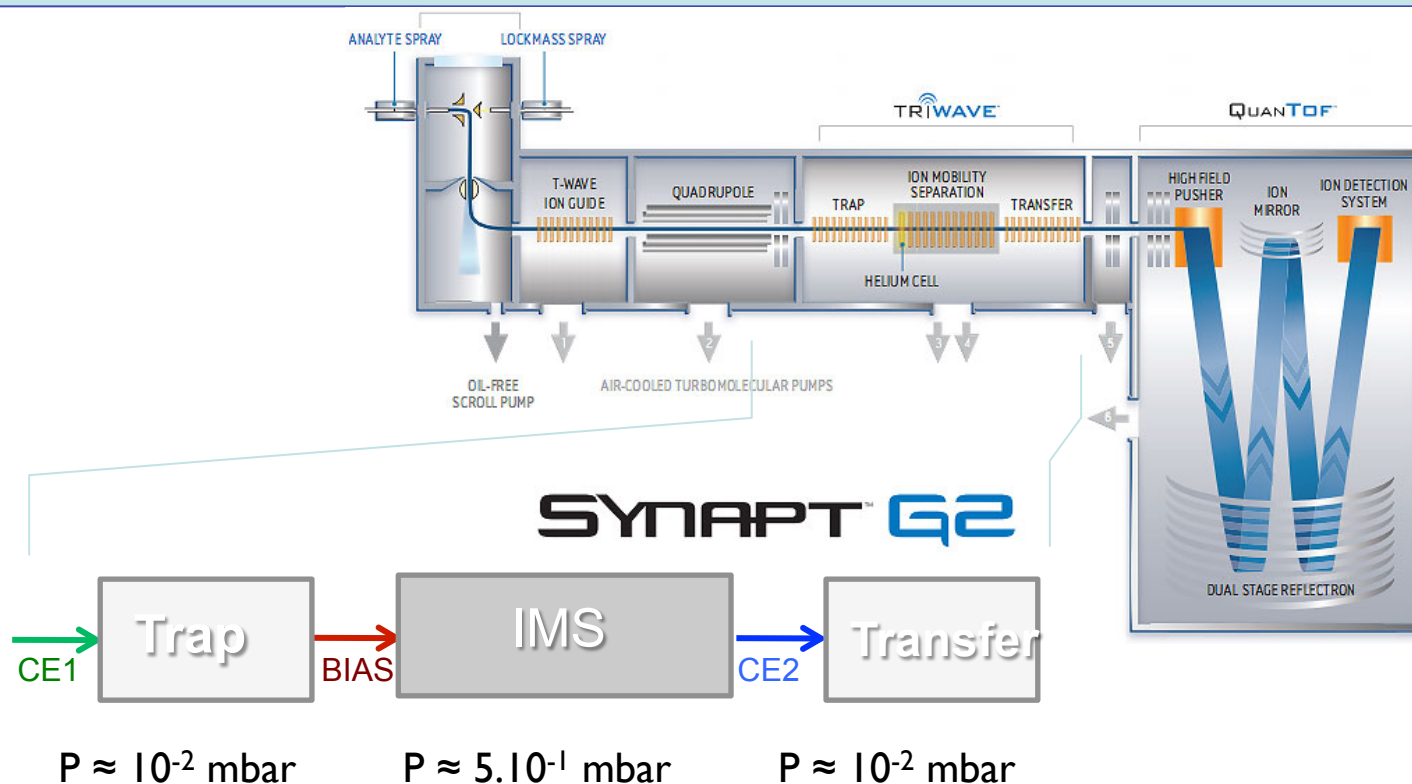 ANALYTE SPRAY
LOCKMASS SPRAY
TRIWAVE
QUANTOF
T-WAVE
ION GUIDE
QUADRUPOLE
TRAP
ION MOBILITY
SEPARATION
TRANSFER
HELIUM CELL
HIGH FIELD
PUSHER
ION
MIRROR
ION DETECTION
SYSTEM
1
2
3
4
5
6
OIL-FREE
SCROLL PUMP
AIR-COOLED TURBOMOLECULAR PUMPS
DUAL STAGE REFLECTRON
SYNAPT™ G2
CE1
Trap
BIAS
IMS
CE2
Transfer
P ≈ 10⁻² mbar
P ≈ 5.10⁻¹ mbar
P ≈ 10⁻² mbar